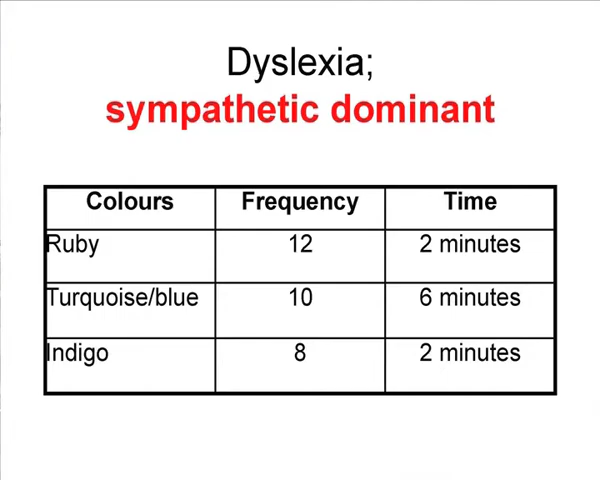 Dyslexia;
sympathetic dominant
Colours Frequency Time
Ruby 12 2 minutes
Turquoise/blue 10 6 minutes
Indigo 8 2 minutes